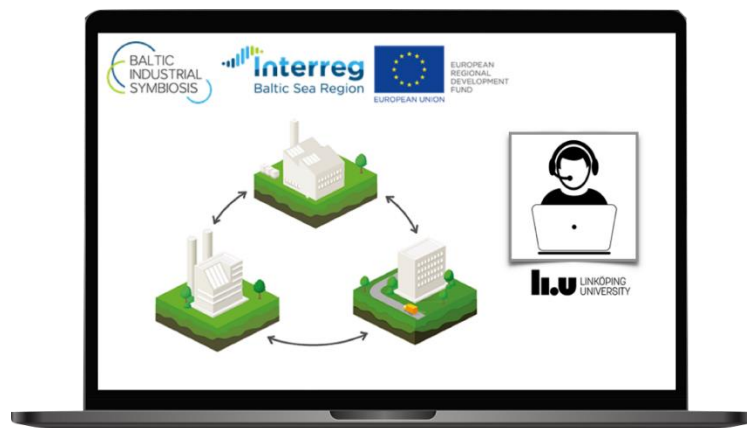 BALTIC
INDUSTRIAL
SYMBIOSIS
Interreg
Baltic Sea Region
EUROPEAN UNION
EUROPEAN
REGIONAL
DEVELOPMENT
FUND
LINKÖPING
UNIVERSITY